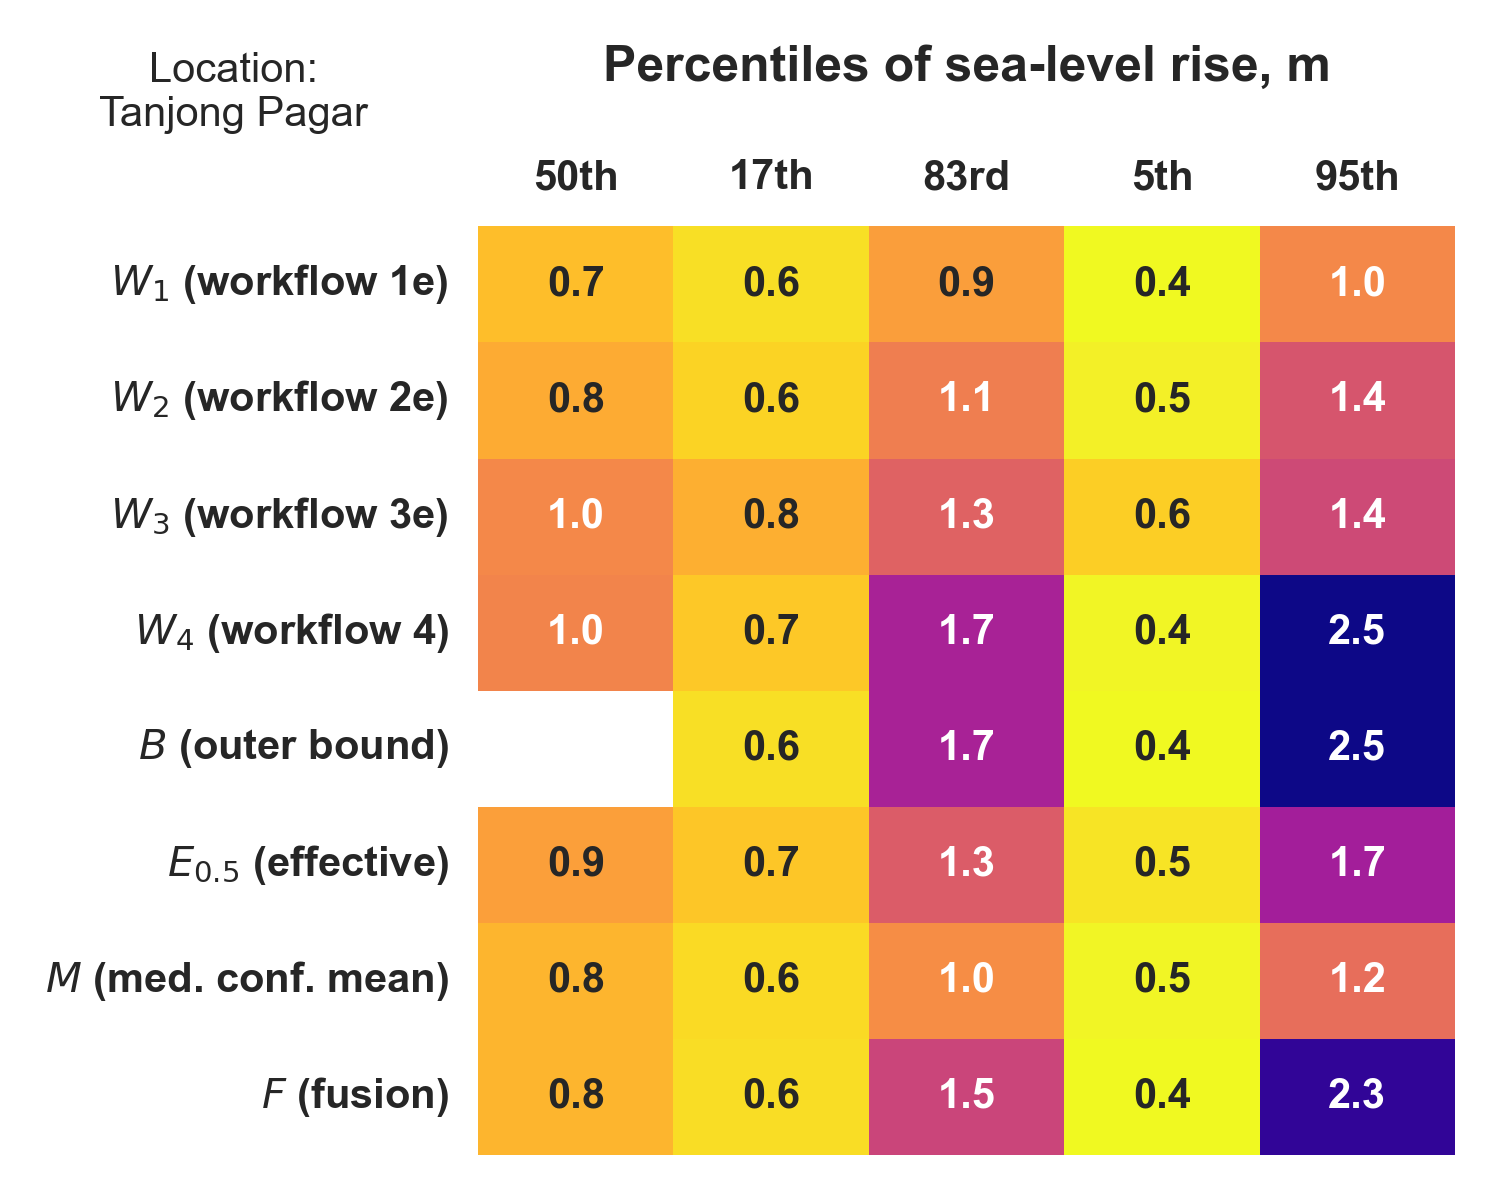 Location:
Tanjong Pagar
Percentiles of sea-level rise, m
50th 17th 83rd 5th 95th
W₁ (workflow 1e) 0.7 0.6 0.9 0.4 1.0
W₂ (workflow 2e) 0.8 0.6 1.1 0.5 1.4
W₃ (workflow 3e) 1.0 0.8 1.3 0.6 1.4
W₄ (workflow 4) 1.0 0.7 1.7 0.4 2.5
B (outer bound) 0.6 1.7 0.4 2.5
E₀.₅ (effective) 0.9 0.7 1.3 0.5 1.7
M (med. conf. mean) 0.8 0.6 1.0 0.5 1.2
F (fusion) 0.8 0.6 1.5 0.4 2.3